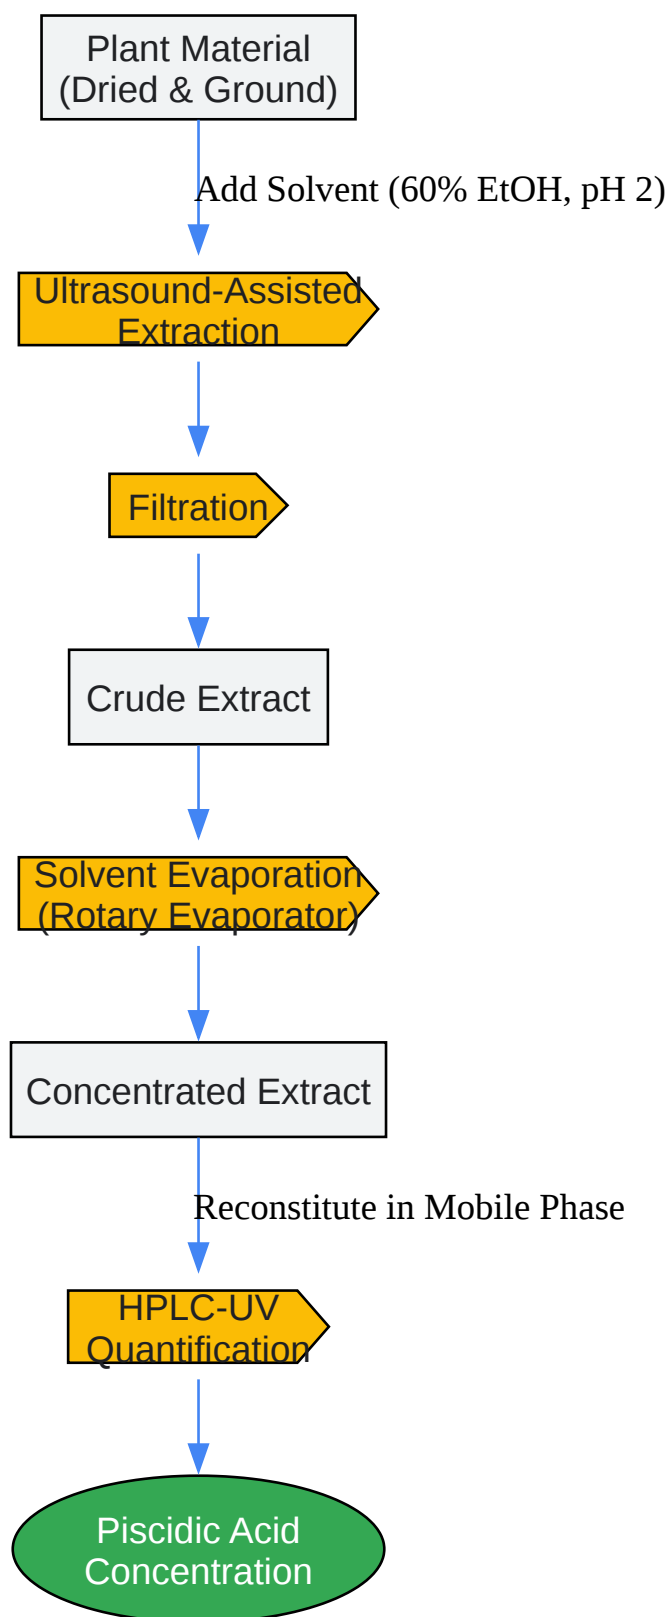 Plant Material
(Dried & Ground)
Add Solvent (60% EtOH, pH 2)
Ultrasound-Assisted
Extraction
Filtration
Crude Extract
Solvent Evaporation
(Rotary Evaporator)
Concentrated Extract
Reconstitute in Mobile Phase
HPLC-UV
Quantification
Piscidic Acid
Concentration